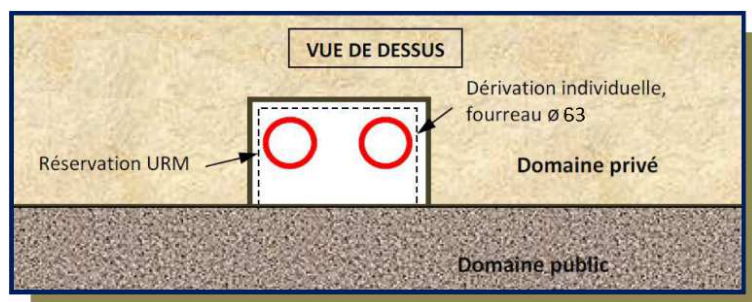 VUE DE DESSUS
Dérivation individuelle,
fourreau ø 63
Réservation URM
Domaine privé
Domaine public